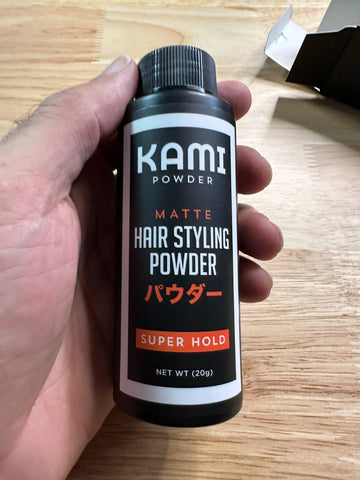 KAMI
POWDER
MATTE
HAIR STYLING
POWDER
パウダー
SUPER HOLD
NET WT (20g)